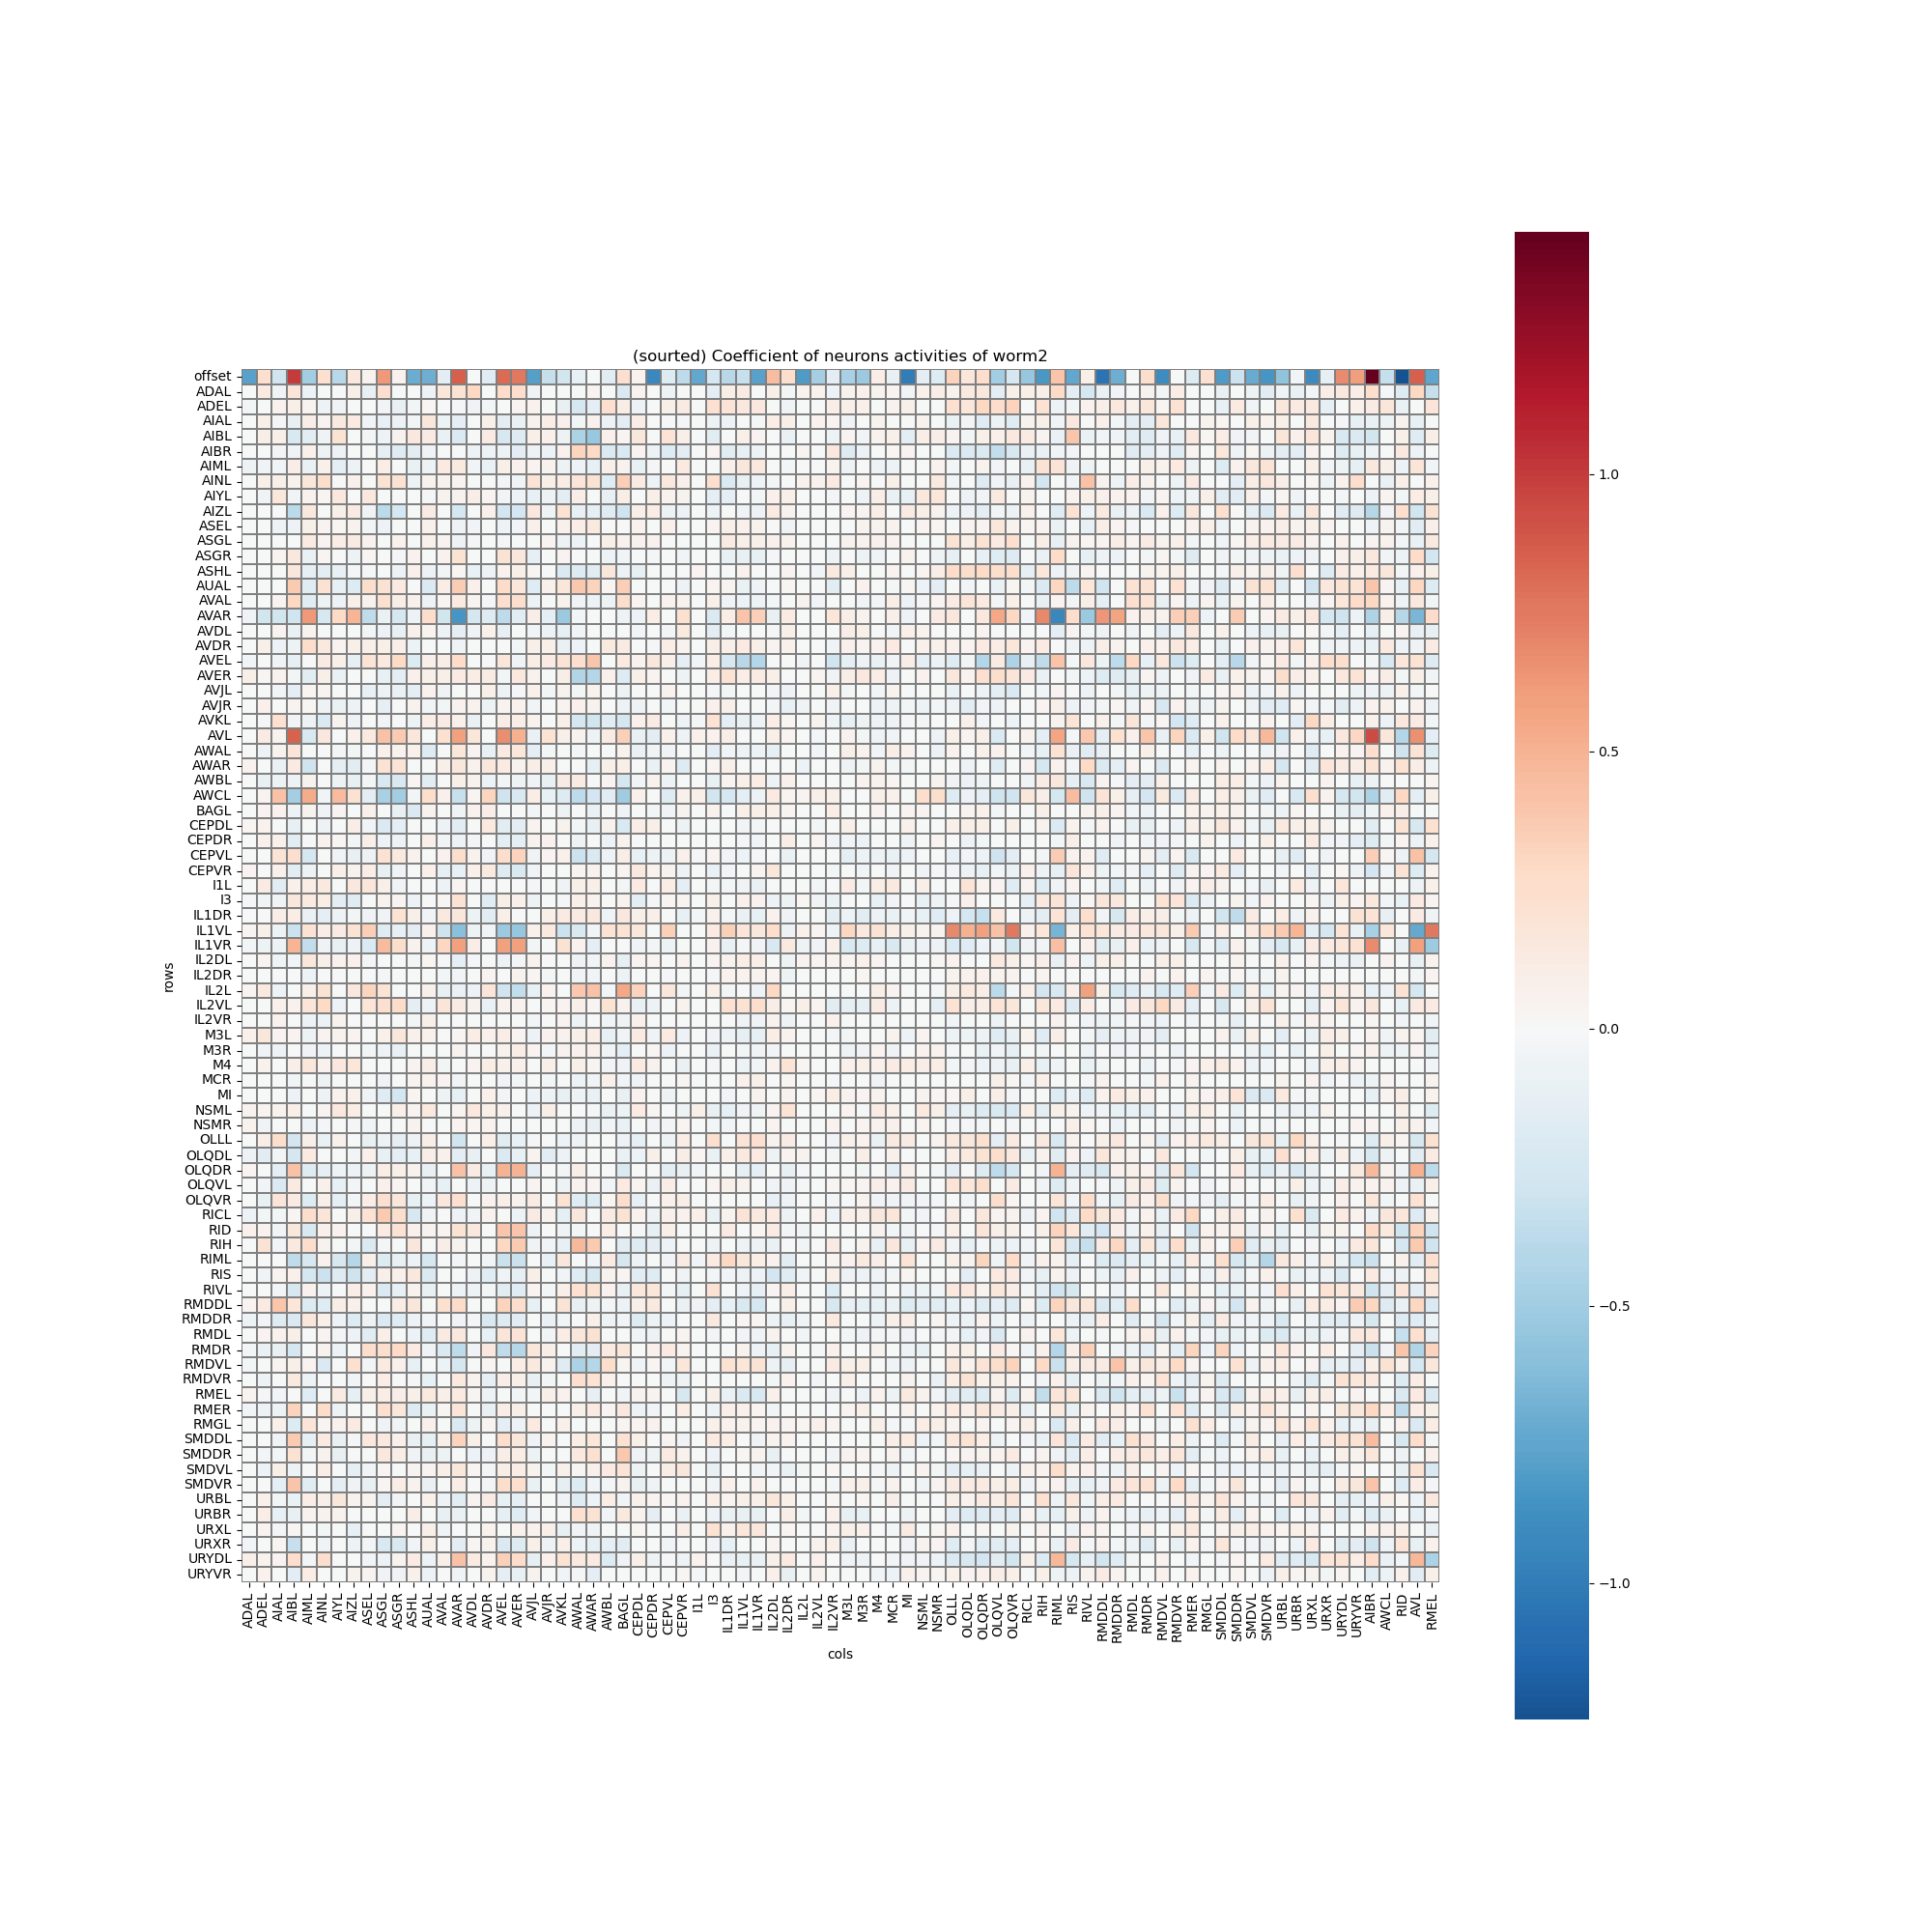 (sourted) Coefficient of neurons activities of worm2
offset
ADAL
ADEL
AIAL
AIBL
AIBR
AIML
AINL
AIYL
AIZL
ASEL
ASGL
ASGR
ASHL
AUAL
AVAL
AVAR
AVDL
AVDR
AVEL
AVER
AVJL
AVJR
AVKL
AVL
AWAL
AWAR
AWBL
AWCL
BAGL
CEPDL
CEPDR
CEPVL
CEPVR
I1L
I3
IL1DR
IL1VL
IL1VR
IL2DL
IL2DR
IL2L
IL2VL
IL2VR
M3L
M3R
M4
MCR
MI
NSML
NSMR
OLLL
OLQDL
OLQDR
OLQVL
OLQVR
RICL
RID
RIH
RIML
RIS
RIVL
RMDDL
RMDDR
RMDL
RMDR
RMDVL
RMDVR
RMEL
RMER
RMGL
SMDDL
SMDDR
SMDVL
SMDVR
URBL
URBR
URXL
URXR
URYDL
URYVR
rows
ADAL
ADEL
AIAL
AIBL
AIML
AINL
AIYL
AIZL
ASEL
ASGL
ASGR
ASHL
AUAL
AVAL
AVAR
AVDL
AVDR
AVEL
AVER
AVJL
AVJR
AVKL
AWAL
AWAR
AWBL
BAGL
CEPDL
CEPDR
CEPVL
CEPVR
I1L
I3
IL1DR
IL1VL
IL1VR
IL2DL
IL2DR
IL2L
IL2VL
IL2VR
M3L
M3R
M4
MCR
MI
NSML
NSMR
OLLL
OLQDL
OLQDR
OLQVL
OLQVR
RICL
RIH
RIML
RIS
RIVL
RMDDL
RMDDR
RMDL
RMDR
RMDVL
RMDVR
RMER
RMGL
SMDDL
SMDDR
SMDVL
SMDVR
URBL
URBR
URXL
URXR
URYDL
URYVR
AIBR
AWCL
RID
AVL
RMEL
cols
1.0
0.5
0.0
−0.5
−1.0